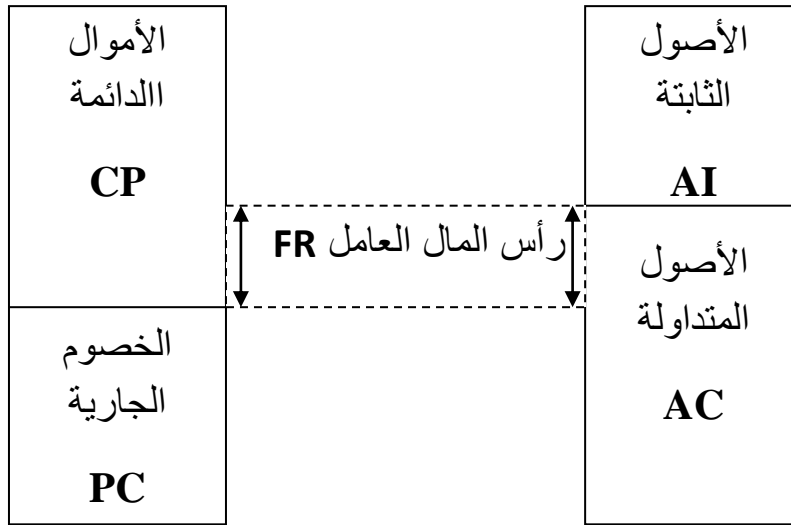 الأصول
الثابتة
AI
الأصول
المتداولة
AC
رأس المال العامل FR
الأموال
االدائمة
CP
الخصوم
الجارية
PC